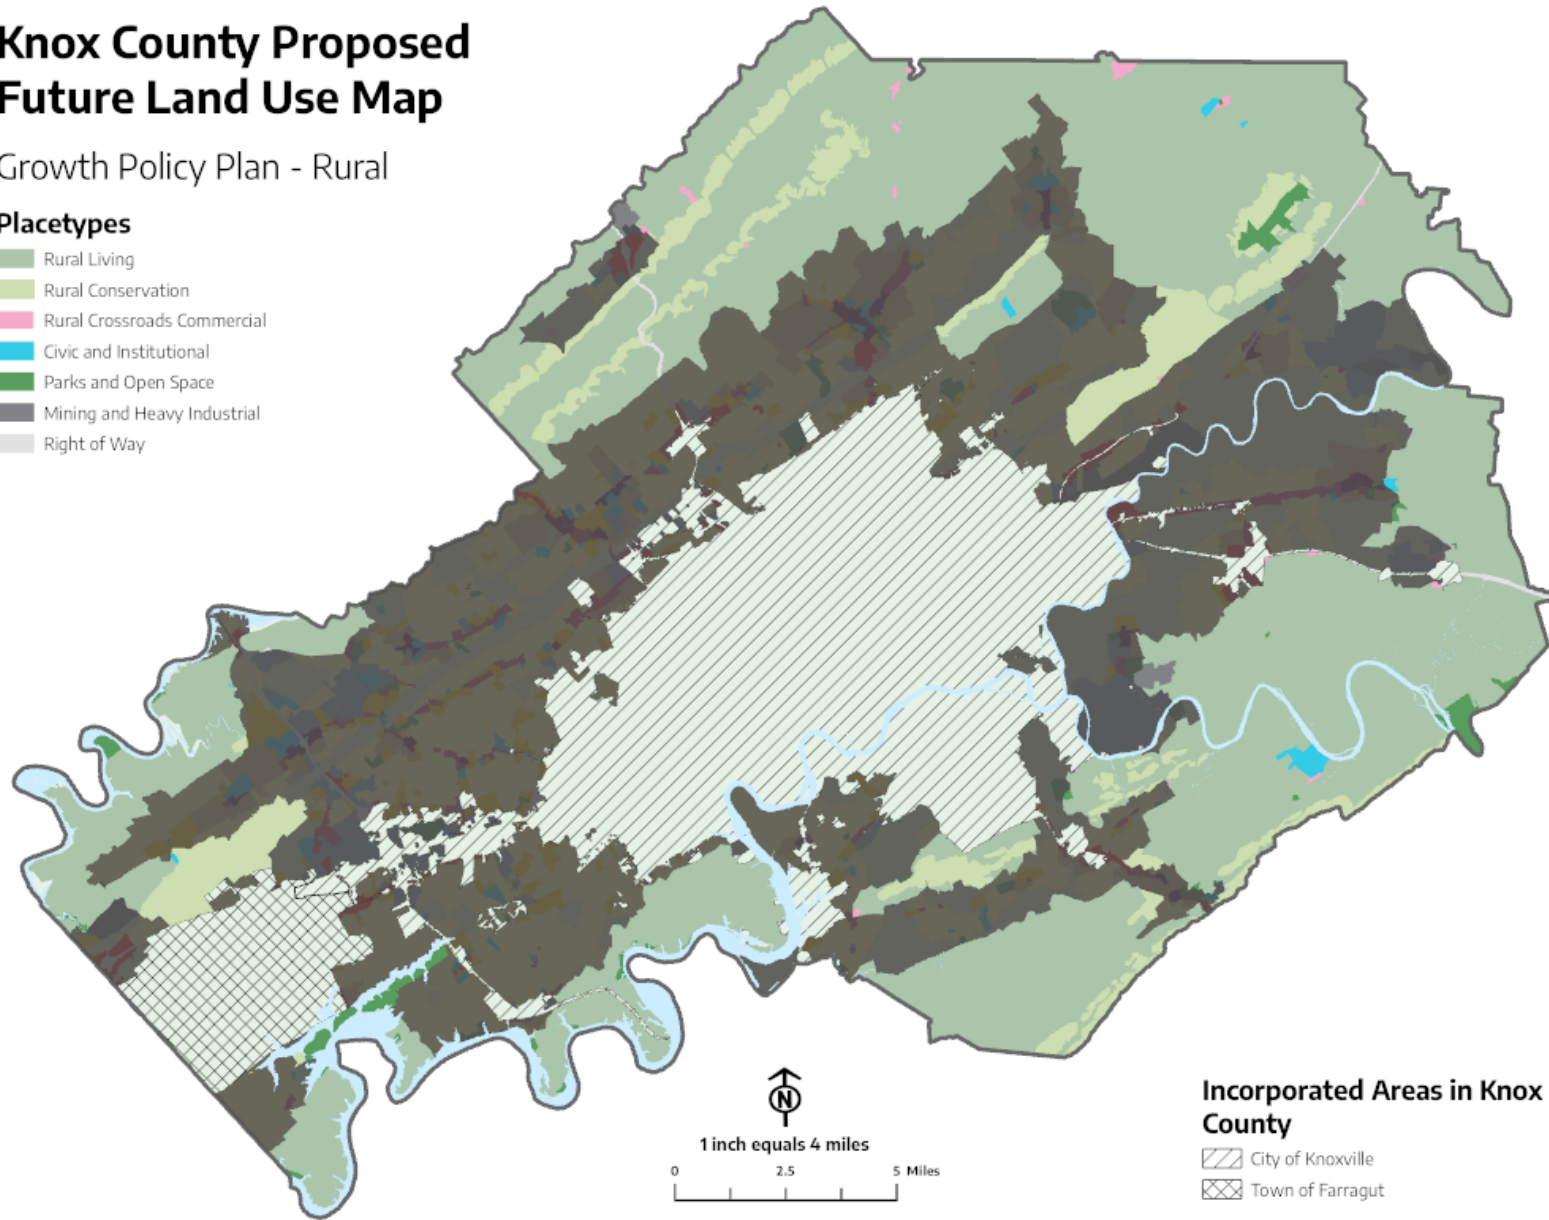 Knox County Proposed
Future Land Use Map
Growth Policy Plan - Rural
Placetypes
Rural Living
Rural Conservation
Rural Crossroads Commercial
Civic and Institutional
Parks and Open Space
Mining and Heavy Industrial
Right of Way
N
1 inch equals 4 miles
0 2.5 5 Miles
Incorporated Areas in Knox
County
City of Knoxville
Town of Farragut